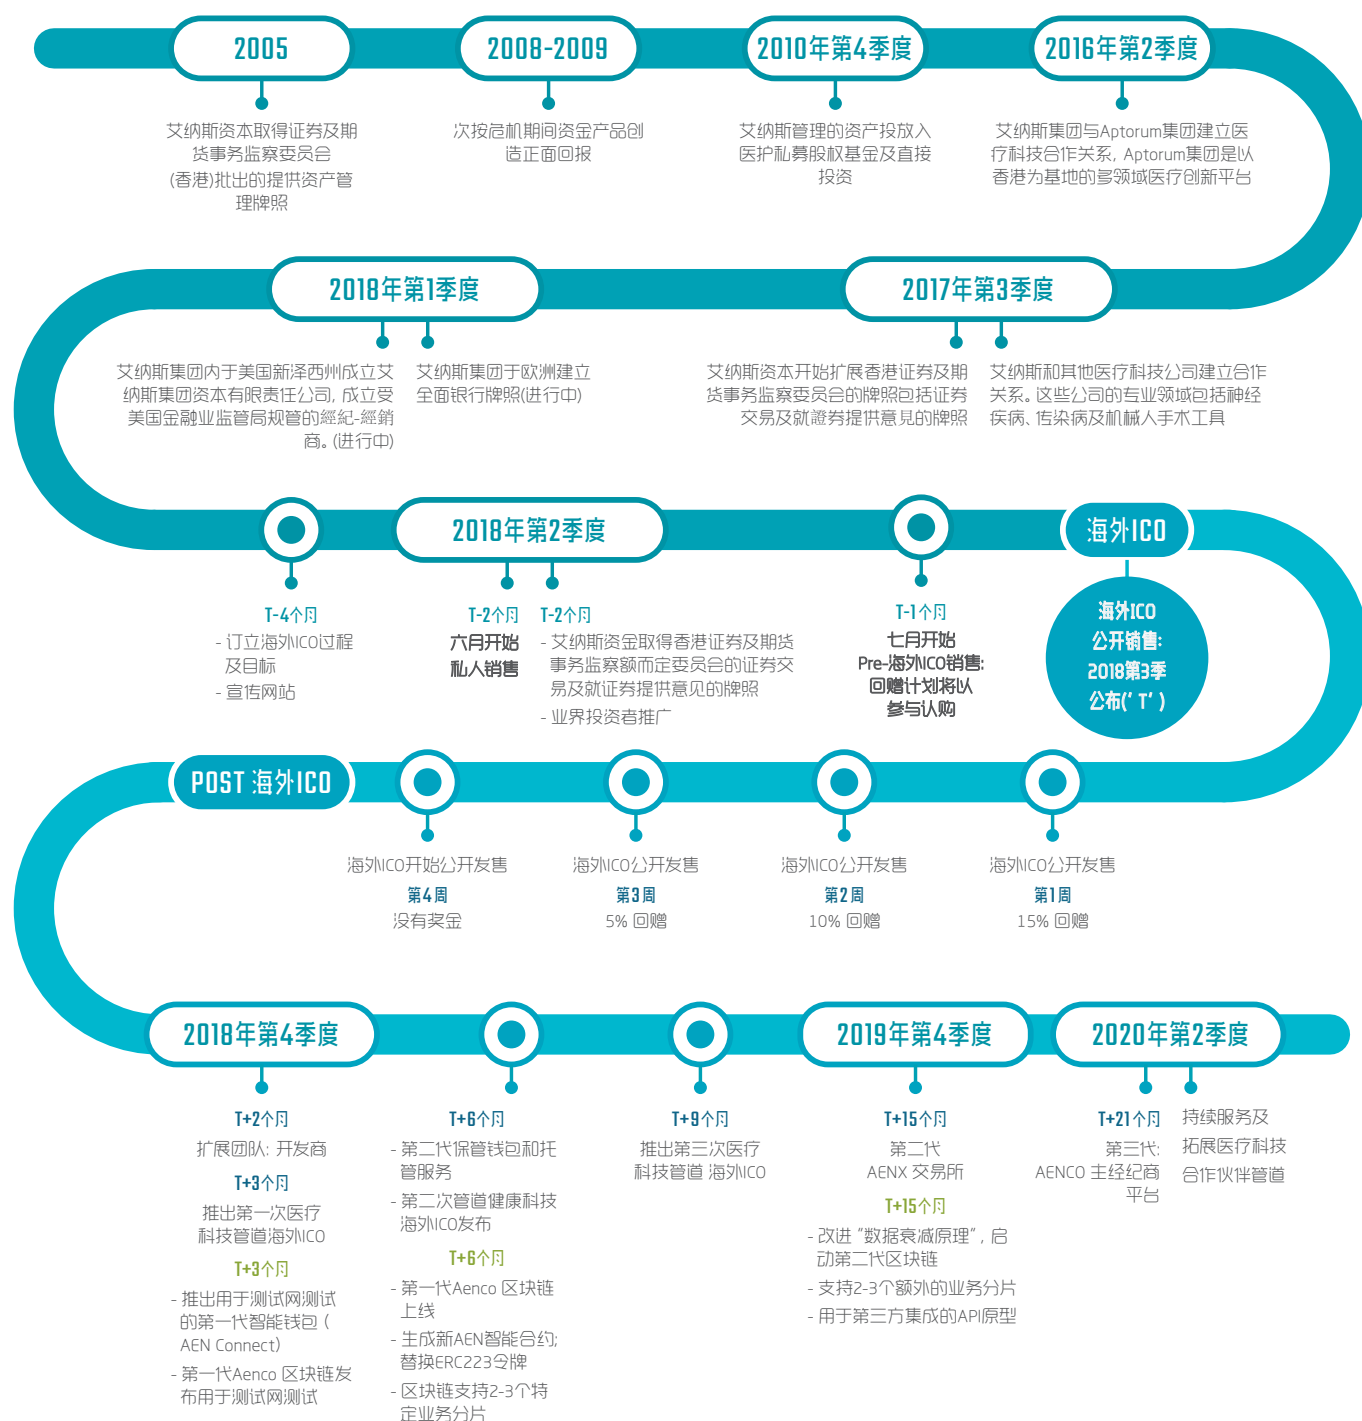 2005
艾纳斯资本取得证券及期
货事务监察委员会
(香港)批出的提供资产管
理牌照
2008-2009
次按危机期间资金产品创
造正面回报
2010年第4季度
艾纳斯管理的资产投放入
医护私募股权基金及直接
投资
2016年第2季度
艾纳斯集团与Aptorum集团建立医
疗科技合作关系, Aptorum集团是以
香港为基地的多领域医疗创新平台
2017年第3季度
艾纳斯资本开始扩展香港证券及期
货事务监察委员会的牌照包括证券
交易及就證券提供意見的牌照
艾纳斯和其他医疗科技公司建立合作
关系。这些公司的专业领域包括神经
疾病、传染病及机械人手术工具
2018年第1季度
艾纳斯集团内于美国新泽西州成立艾
纳斯集团资本有限责任公司, 成立受
美国金融业监管局规管的經紀-經銷
商。(进行中)
艾纳斯集团于欧洲建立
全面银行牌照(进行中)
T-4个月
- 订立海外ICO过程
及目标
- 宣传网站
2018年第2季度
T-2个月
六月开始
私人销售
T-2个月
- 艾纳斯资金取得香港证券及期货
事务监察额而定委员会的证券交
易及就证券提供意见的牌照
- 业界投资者推广
T-1个月
七月开始
Pre-海外ICO销售:
回赠计划将以
参与认购
海外ICO
海外ICO
公开销售:
2018第3季
公布(' T' )
海外ICO公开发售
第1周
15% 回赠
海外ICO公开发售
第2周
10% 回赠
海外ICO公开发售
第3周
5% 回赠
海外ICO开始公开发售
第4周
没有奖金
POST 海外ICO
2018年第4季度
T+2个月
扩展团队: 开发商
T+3个月
推出第一次医疗
科技管道海外ICO
T+3个月
- 推出用于测试网测试
的第一代智能钱包 (
AEN Connect)
- 第一代Aenco 区块链发
布用于测试网测试
T+6个月
- 第二代保管钱包和托
管服务
- 第二次管道健康科技
海外ICO发布
T+6个月
- 第一代Aenco 区块链
上线
- 生成新AEN智能合约;
替换ERC223令牌
- 区块链支持2-3个特
定业务分片
T+9个月
推出第三次医疗
科技管道 海外ICO
2019年第4季度
T+15个月
第二代
AENX 交易所
T+15个月
- 改进 “数据衰减原理” , 启
动第二代区块链
- 支持2-3个额外的业务分片
- 用于第三方集成的API原型
2020年第2季度
T+21个月
第三代:
AENCO 主经纪商
平台
持续服务及
拓展医疗科技
合作伙伴管道